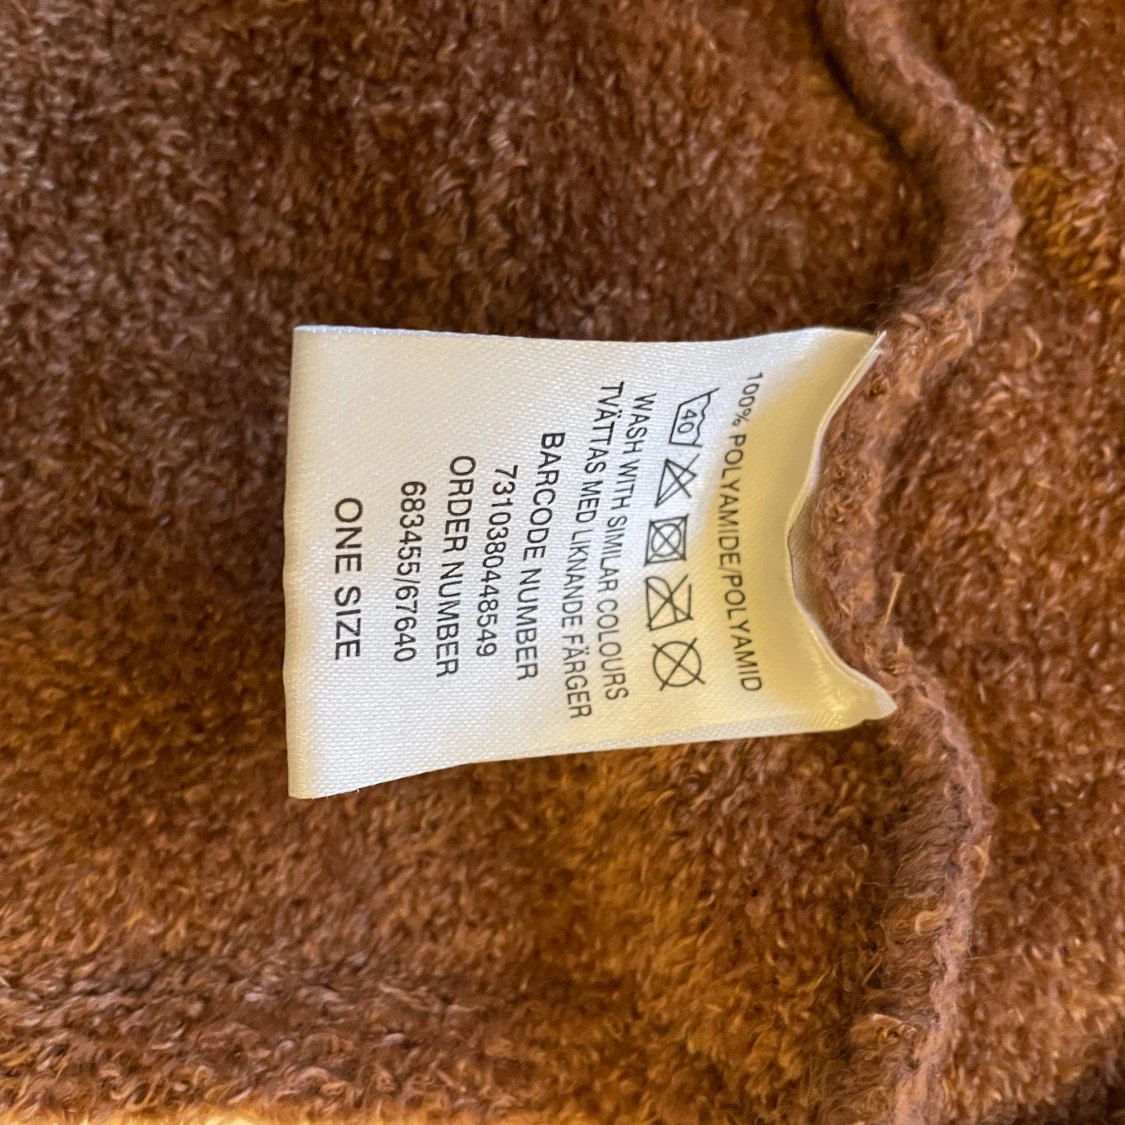 100% POLYAMIDE/POLYAMID
40
WASH WITH SIMILAR COLOURS
TVÄTTAS MED LIKNANDE FÄRGER
BARCODE NUMBER
7310380448549
ORDER NUMBER
683455/67640
ONE SIZE